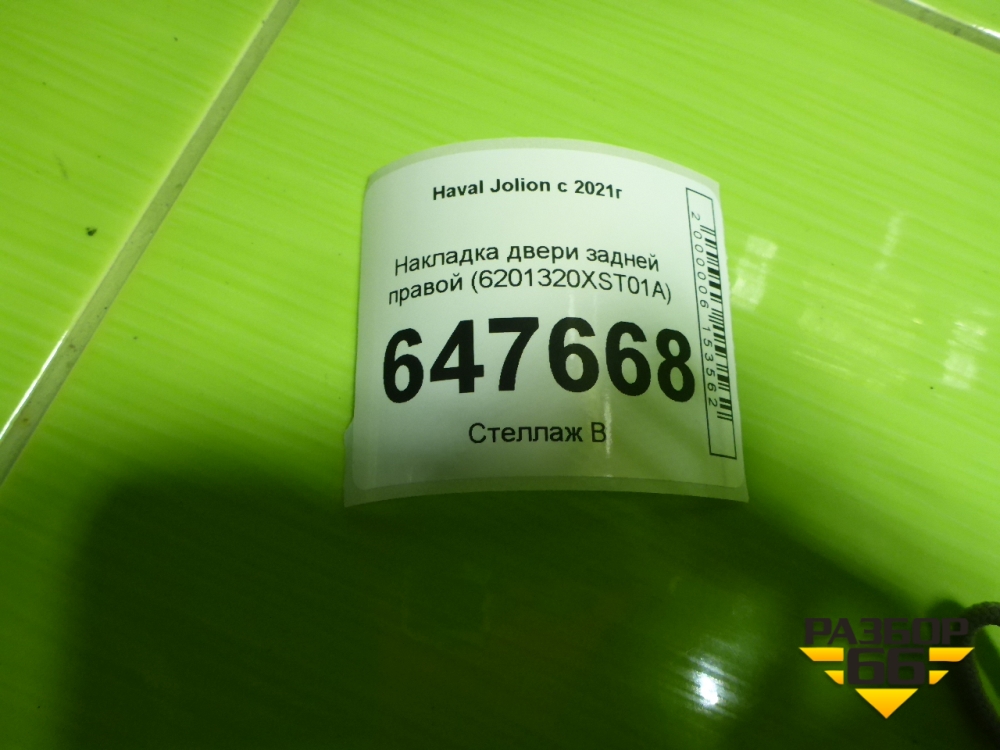 Haval Jolion с 2021г
Накладка двери задней
правой (6201320XST01A)
647668
Стеллаж В
2000006153562
РАЗБОР
66